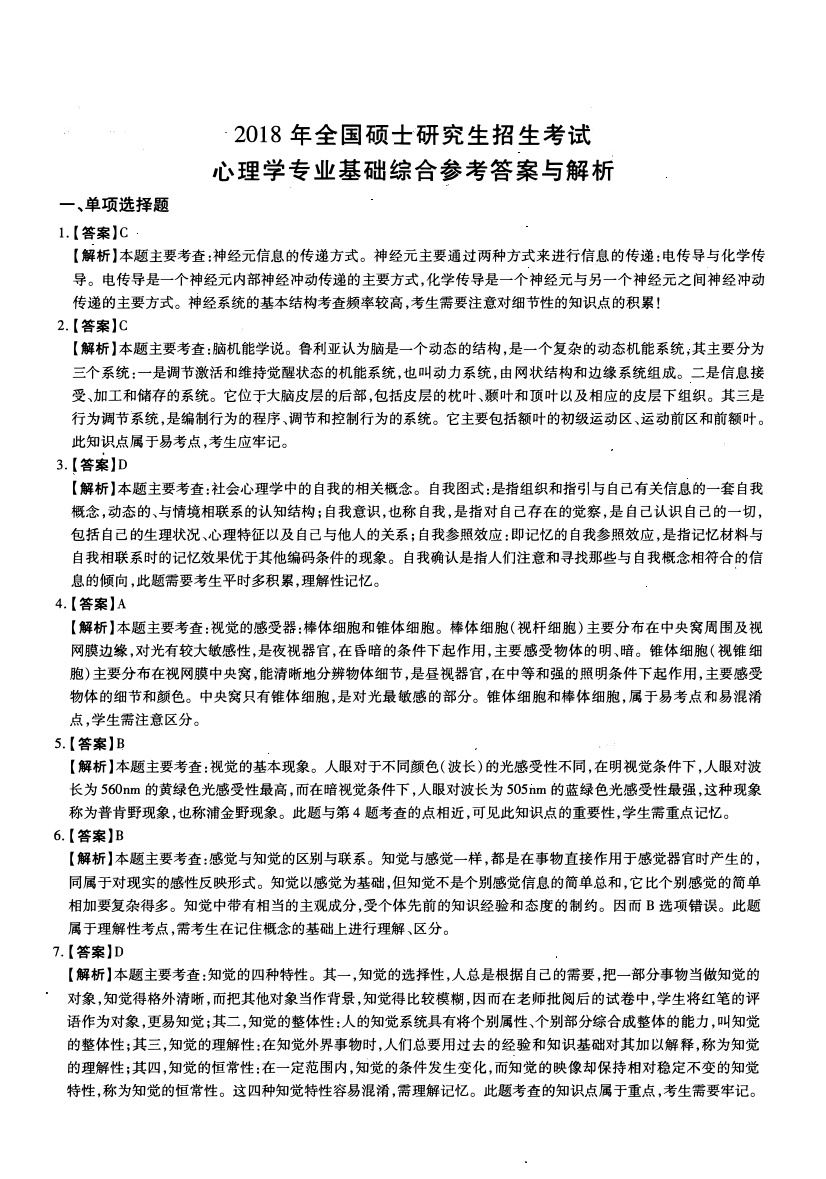 2018 年全国硕士研究生招生考试
心理学专业基础综合参考答案与解析
一、单项选择题
1.【答案】C
【解析】本题主要考查:神经元信息的传递方式。神经元主要通过两种方式来进行信息的传递:电传导与化学传
导。电传导是一个神经元内部神经冲动传递的主要方式,化学传导是一个神经元与另一个神经元之间神经冲动
传递的主要方式。神经系统的基本结构考查频率较高,考生需要注意对细节性的知识点的积累!
2.【答案】C
【解析】本题主要考查:脑机能学说。鲁利亚认为脑是一个动态的结构,是一个复杂的动态机能系统,其主要分为
三个系统:一是调节激活和维持觉醒状态的机能系统,也叫动力系统,由网状结构和边缘系统组成。二是信息接
受、加工和储存的系统。它位于大脑皮层的后部,包括皮层的枕叶、颞叶和顶叶以及相应的皮层下组织。其三是
行为调节系统,是编制行为的程序、调节和控制行为的系统。它主要包括额叶的初级运动区、运动前区和前额叶。
此知识点属于易考点,考生应牢记。
3.【答案】D
【解析】本题主要考查:社会心理学中的自我的相关概念。自我图式:是指组织和指引与自己有关信息的一套自我
概念,动态的、与情境相联系的认知结构;自我意识,也称自我,是指对自己存在的觉察,是自己认识自己的一切,
包括自己的生理状况、心理特征以及自己与他人的关系;自我参照效应:即记忆的自我参照效应,是指记忆材料与
自我相联系时的记忆效果优于其他编码条件的现象。自我确认是指人们注意和寻找那些与自我概念相符合的信
息的倾向,此题需要考生平时多积累,理解性记忆。
4.【答案】A
【解析】本题主要考查:视觉的感受器:棒体细胞和锥体细胞。棒体细胞(视杆细胞)主要分布在中央窝周围及视
网膜边缘,对光有较大敏感性,是夜视器官,在昏暗的条件下起作用,主要感受物体的明、暗。锥体细胞(视锥细
胞)主要分布在视网膜中央窝,能清晰地分辨物体细节,是昼视器官,在中等和强的照明条件下起作用,主要感受
物体的细节和颜色。中央窝只有锥体细胞,是对光最敏感的部分。锥体细胞和棒体细胞,属于易考点和易混淆
点,学生需注意区分。
5.【答案】B
【解析】本题主要考查:视觉的基本现象。人眼对于不同颜色(波长)的光感受性不同,在明视觉条件下,人眼对波
长为 560nm 的黄绿色光感受性最高,而在暗视觉条件下,人眼对波长为 505nm 的蓝绿色光感受性最强,这种现象
称为普肯野现象,也称浦金野现象。此题与第 4 题考查的点相近,可见此知识点的重要性,学生需重点记忆。
6.【答案】B
【解析】本题主要考查:感觉与知觉的区别与联系。知觉与感觉一样,都是在事物直接作用于感觉器官时产生的,
同属于对现实的感性反映形式。知觉以感觉为基础,但知觉不是个别感觉信息的简单总和,它比个别感觉的简单
相加要复杂得多。知觉中带有相当的主观成分,受个体先前的知识经验和态度的制约。因而 B 选项错误。此题
属于理解性考点,需考生在记住概念的基础上进行理解、区分。
7.【答案】D
【解析】本题主要考查:知觉的四种特性。其一,知觉的选择性,人总是根据自己的需要,把一部分事物当做知觉的
对象,知觉得格外清晰,而把其他对象当作背景,知觉得比较模糊,因而在老师批阅后的试卷中,学生将红笔的评
语作为对象,更易知觉;其二,知觉的整体性:人的知觉系统具有将个别属性、个别部分综合成整体的能力,叫知觉
的整体性;其三,知觉的理解性:在知觉外界事物时,人们总要用过去的经验和知识基础对其加以解释,称为知觉
的理解性;其四,知觉的恒常性:在一定范围内,知觉的条件发生变化,而知觉的映像却保持相对稳定不变的知觉
特性,称为知觉的恒常性。这四种知觉特性容易混淆,需理解记忆。此题考查的知识点属于重点,考生需要牢记。